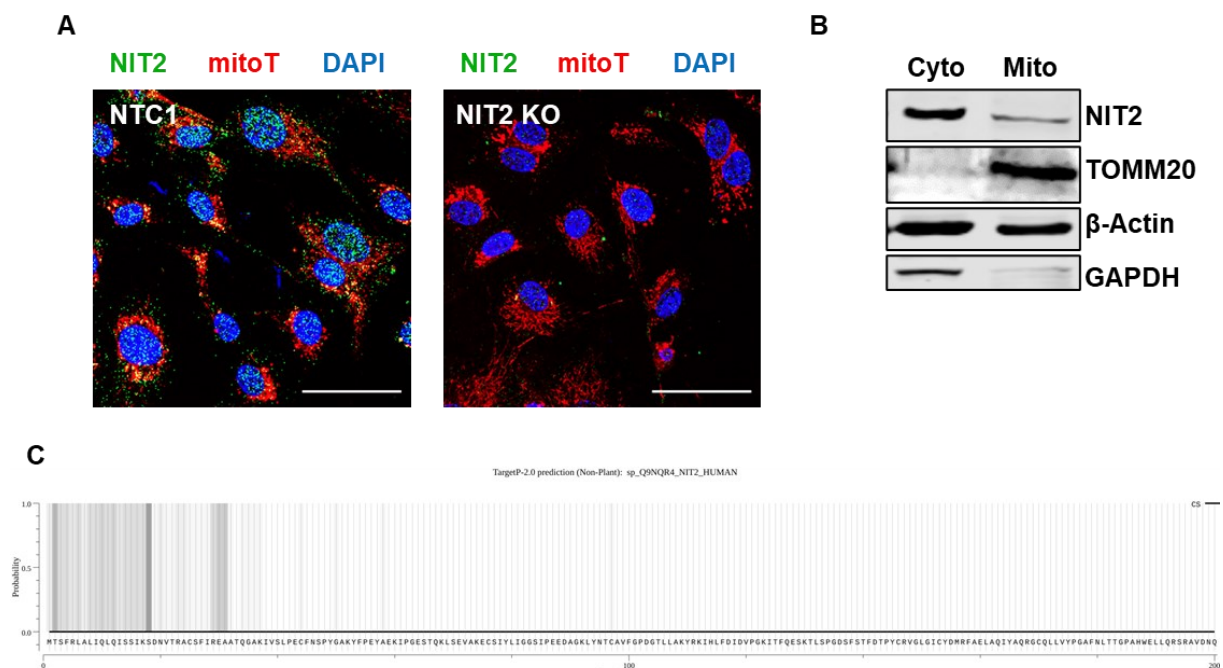 A
NIT2 mitoT DAPI
NTC1
NIT2 mitoT DAPI
NIT2 KO
B
Cyto Mito
NIT2
TOMM20
β-Actin
GAPDH
C
TargetP-2.0 prediction (Non-Plant): sp_Q9NQR4_NIT2_HUMAN
CS
1.0
0.5
0.0
Probability
MTSFRLALIQLQISSIKSDNVTRACSFIREAATQGAKIVSLPECFNSPYGAKYFPEYAEKIPGESTQKLSEVAKECSIYLIGGSIPEEDAGKLYNTCAVFGPDGTLLAKYRKIHLFDIDVPGKITFQESKTLSPGDSFSTFDTPYCRVGLGICYDMRFAELAQIYAQRGCQLLVYPGAFNLTTGPAHWELLQRSRAVDNQ
0 100 200